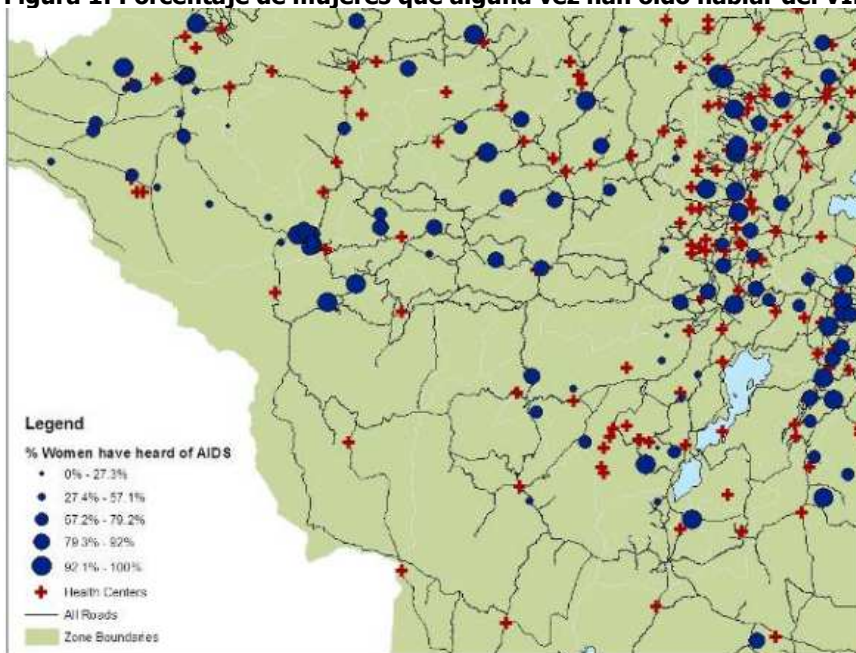 Figura 1. Porcentaje de mujeres que alguna vez han oído hablar del
Legend
% Women have heard of AIDS
0% - 27.3%
27.4% - 57.1%
57.2% - 79.2%
79.3% - 92%
92.1% - 100%
Health Centers
All Roads
Zone Boundaries